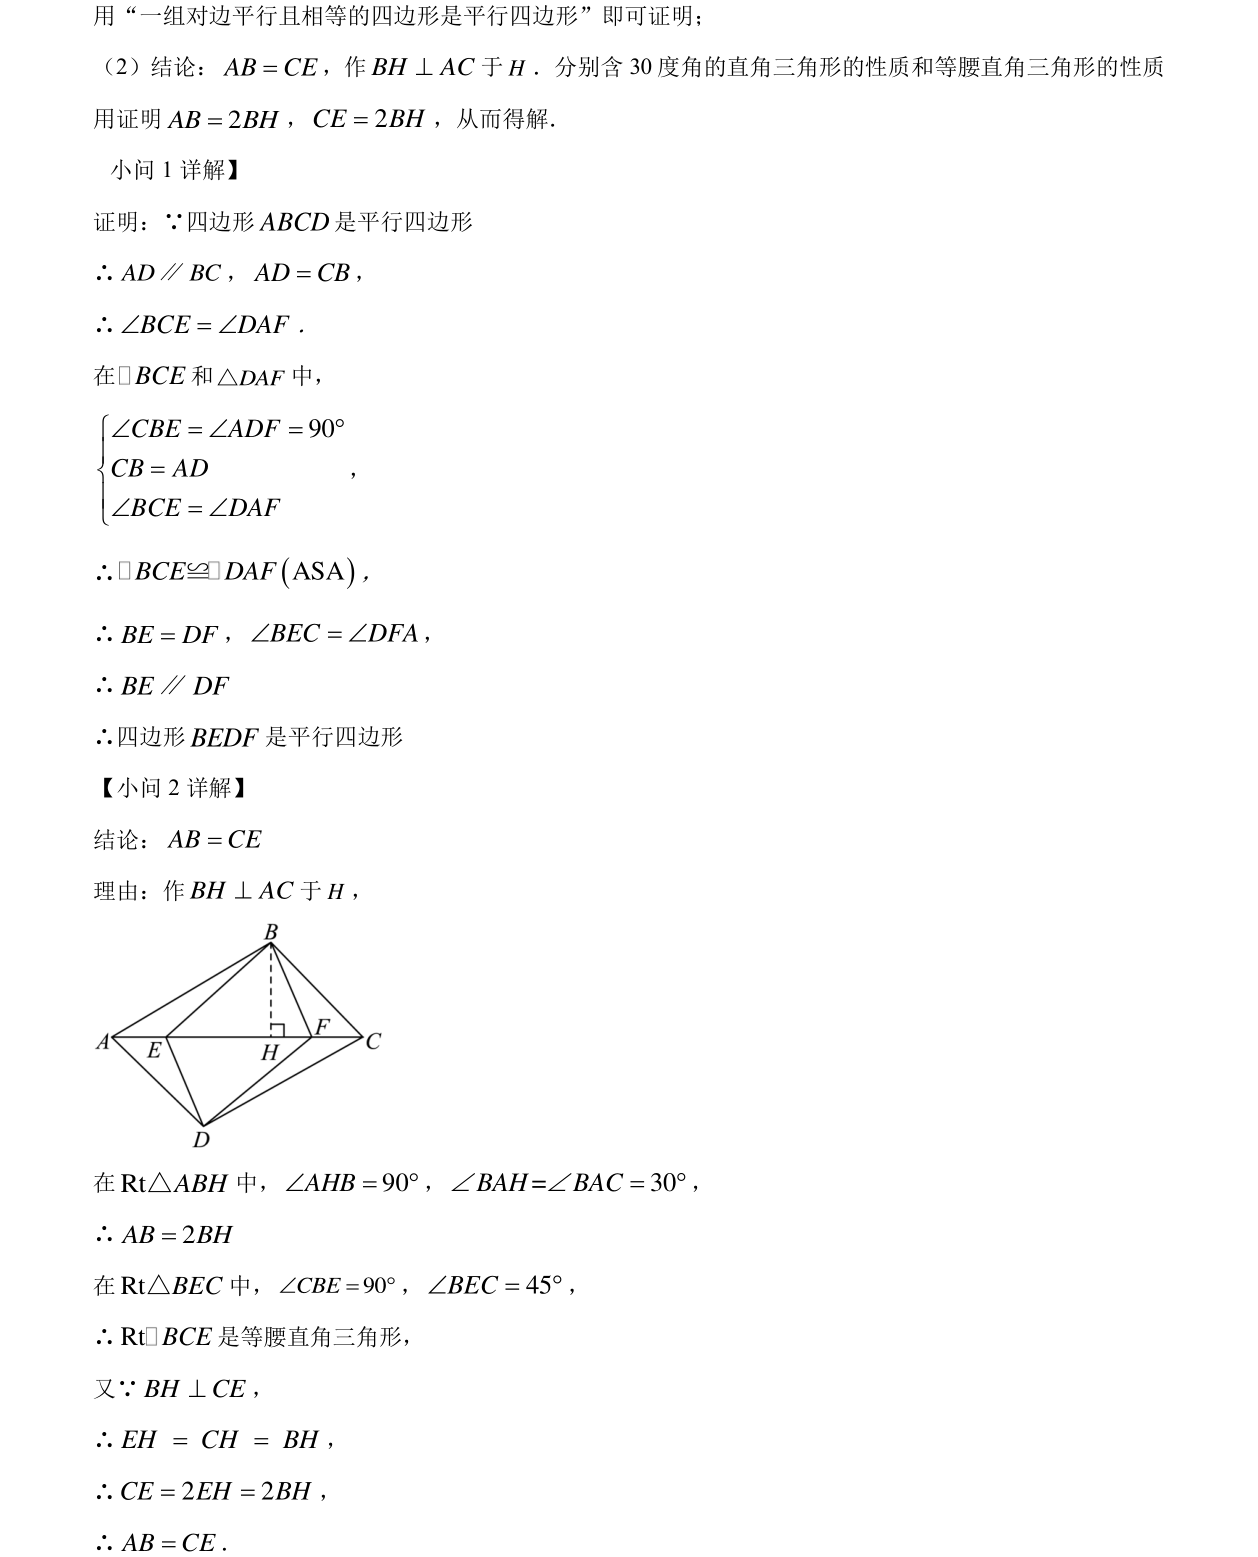 用“一组对边平行且相等的四边形是平行四边形”即可证明；
（2）结论：AB = CE，作 BH ⊥ AC 于 H．分别含 30 度角的直角三角形的性质和等腰直角三角形的性质
用证明 AB = 2BH，CE = 2BH，从而得解．
小问 1 详解】
证明：∵四边形 ABCD 是平行四边形
∴ AD∥BC，AD = CB，
∴ ∠BCE = ∠DAF．
在□BCE 和△DAF 中，
∠CBE = ∠ADF = 90°
CB = AD ，
∠BCE = ∠DAF
∴□BCE≌□DAF(ASA)，
∴ BE = DF，∠BEC = ∠DFA，
∴ BE∥DF
∴四边形 BEDF 是平行四边形
【小问 2 详解】
结论：AB = CE
理由：作 BH ⊥ AC 于 H，
B
A
E
H
F
C
D
在 Rt△ABH 中，∠AHB = 90°，∠BAH=∠BAC = 30°，
∴ AB = 2BH
在 Rt△BEC 中，∠CBE = 90°，∠BEC = 45°，
∴ Rt□BCE 是等腰直角三角形，
又∵ BH ⊥ CE，
∴ EH = CH = BH，
∴ CE = 2EH = 2BH，
∴ AB = CE．